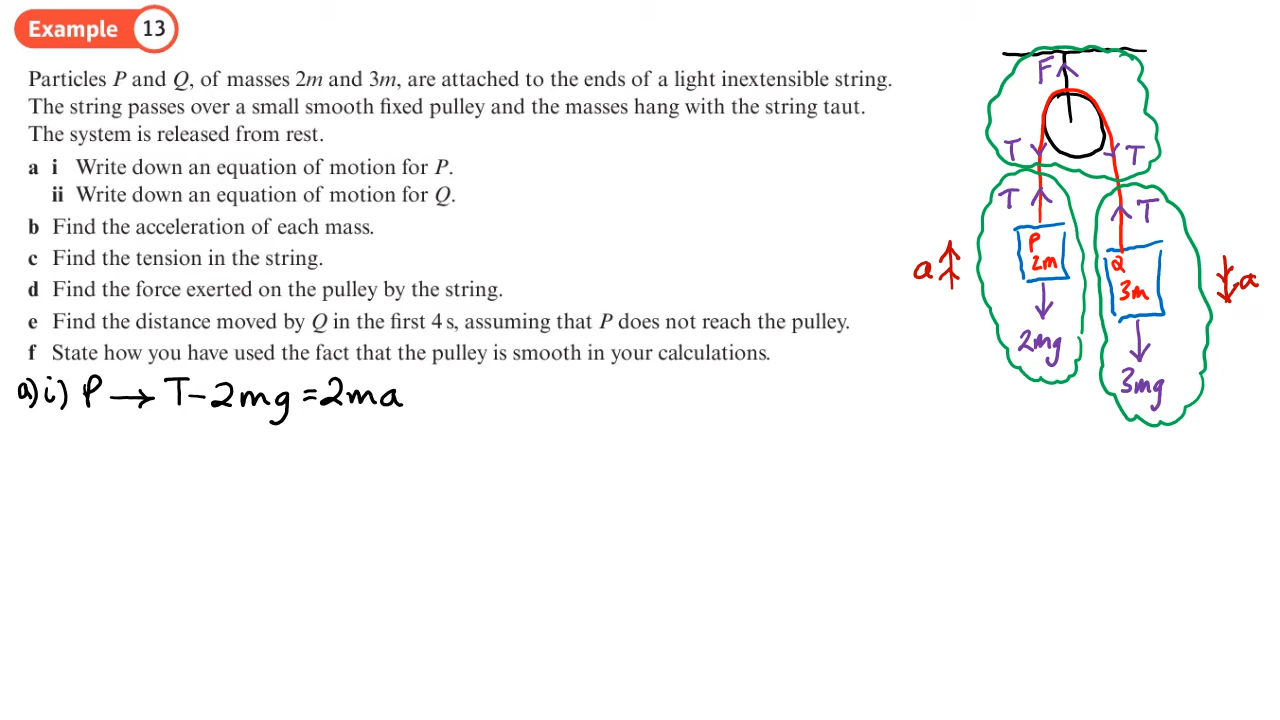 Example 13
Particles P and Q, of masses 2m and 3m, are attached to the ends of a light inextensible string.
The string passes over a small smooth fixed pulley and the masses hang with the string taut.
The system is released from rest.
a i Write down an equation of motion for P.
ii Write down an equation of motion for Q.
b Find the acceleration of each mass.
c Find the tension in the string.
d Find the force exerted on the pulley by the string.
e Find the distance moved by Q in the first 4 s, assuming that P does not reach the pulley.
f State how you have used the fact that the pulley is smooth in your calculations.
a) i) P → T - 2mg = 2ma
F
T T
T T
P
2m
Q
3m
a a
2mg
3mg